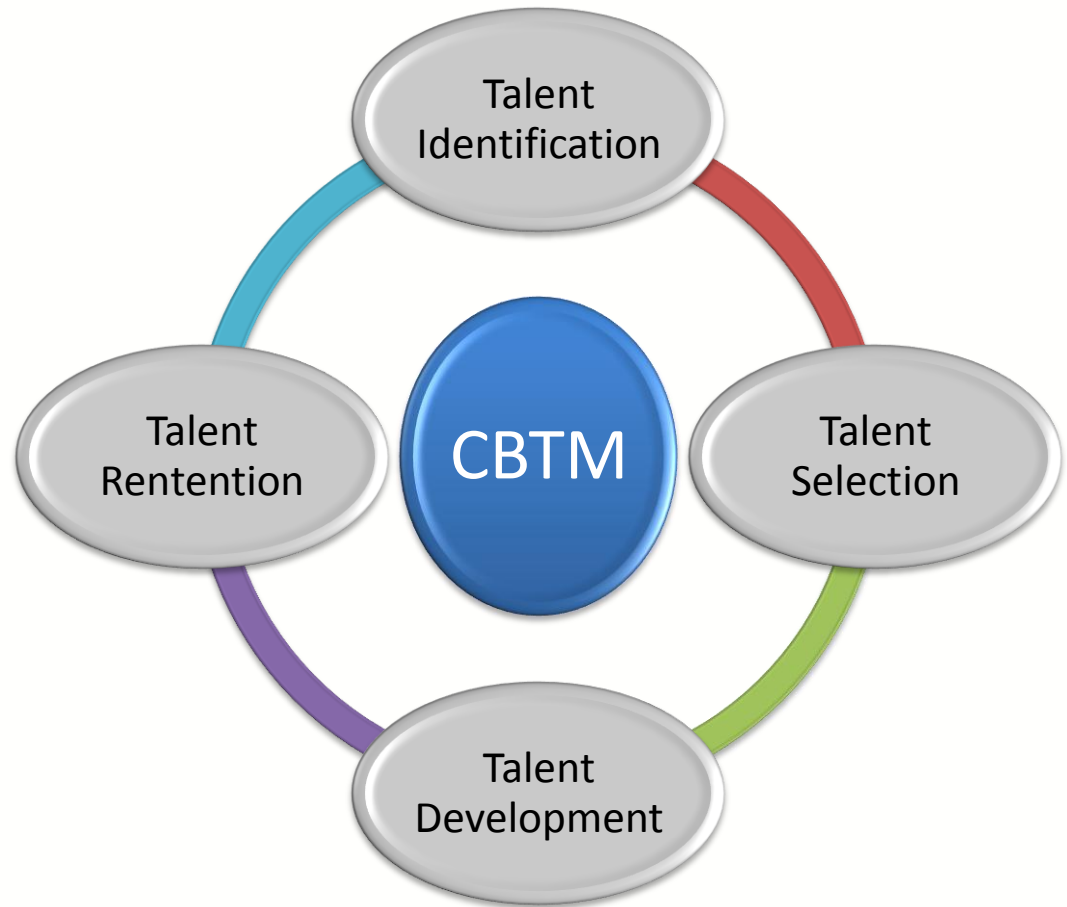 Talent
Identification
Talent
Rentention
CBTM
Talent
Selection
Talent
Development